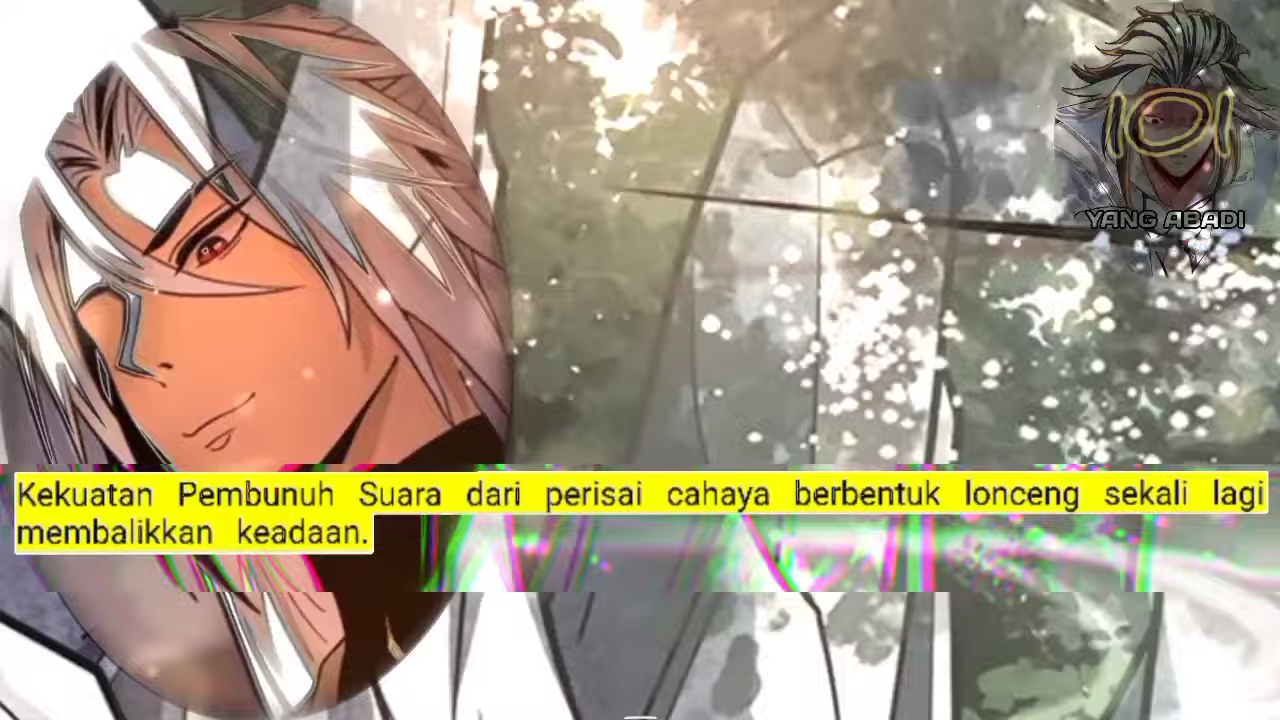 YANG ABADI
Kekuatan Pembunuh Suara dari perisai cahaya berbentuk lonceng sekali lagi
membalikkan keadaan.